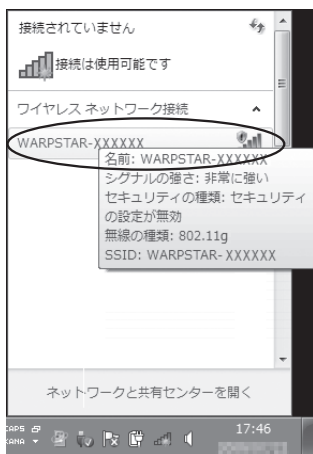 接続されていません
接続は使用可能です
ワイヤレス ネットワーク接続
WARPSTAR-XXXXXX
名前: WARPSTAR-XXXXXX
シグナルの強さ: 非常に強い
セキュリティの種類: セキュリティ
の設定が無効
無線の種類: 802.11g
SSID: WARPSTAR-XXXXXX
ネットワークと共有センターを開く
CAPS
KANA
17:46